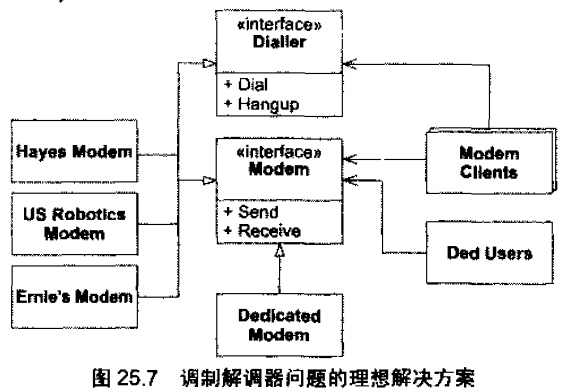 «interface»
Dialler
+ Dial
+ Hangup
Hayes Modem
«interface»
Modem
Modem
Clients
US Robotics
Modem
+ Send
+ Receive
Ded Users
Ernie's Modem
Dedicated
Modem
图 25.7 调制解调器问题的理想解决方案